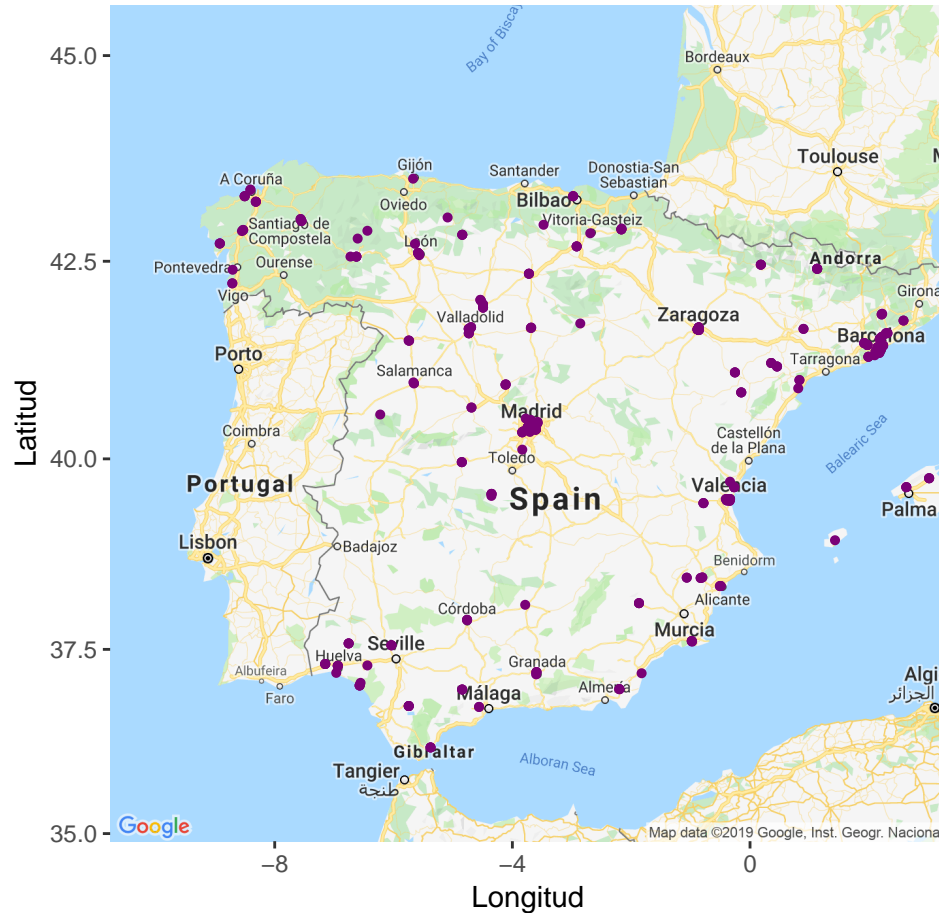 45.0
42.5
40.0
37.5
35.0
Latitud
Bay of Biscay
Bordeaux
Toulouse
Gijón
Santander
Donostia-San
Sebastian
A Coruña
Oviedo
Bilbao
Vitoria-Gasteiz
Santiago de
Compostela
León
Pontevedra
Ourense
Andorra
Vigo
Girona
Valladolid
Zaragoza
Barcelona
Porto
Salamanca
Tarragona
Madrid
Coimbra
Castellón
de la Plana
Balearic Sea
Toledo
Portugal
Spain
Valencia
Palma
Lisbon
Badajoz
Benidorm
Alicante
Córdoba
Murcia
Seville
Huelva
Granada
Albufeira
Faro
Almería
Málaga
Algi
الجزائر
Gibraltar
Alboran Sea
Tangier
طنجة
Google
Map data ©2019 Google, Inst. Geogr. Naciona
−8
−4
0
Longitud